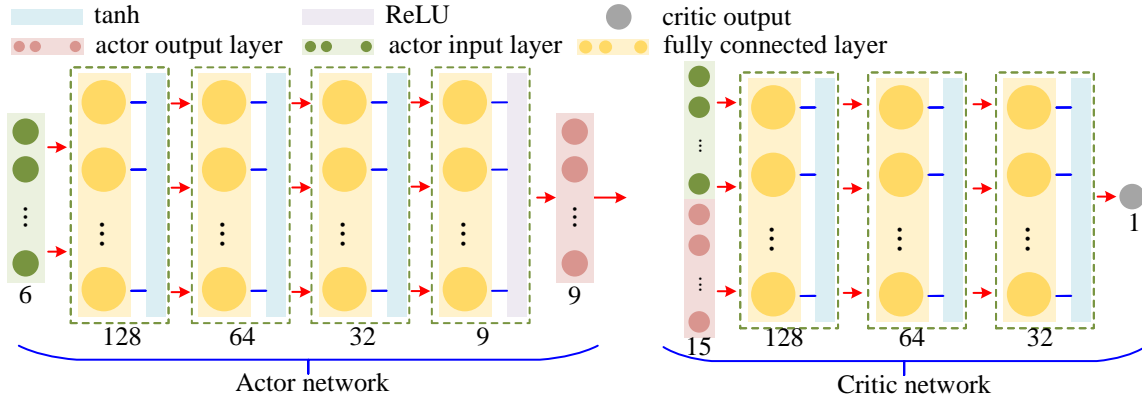 tanh
ReLU
critic output
actor output layer
actor input layer
fully connected layer
6
128
64
32
9
9
Actor network
15
128
64
32
1
Critic network